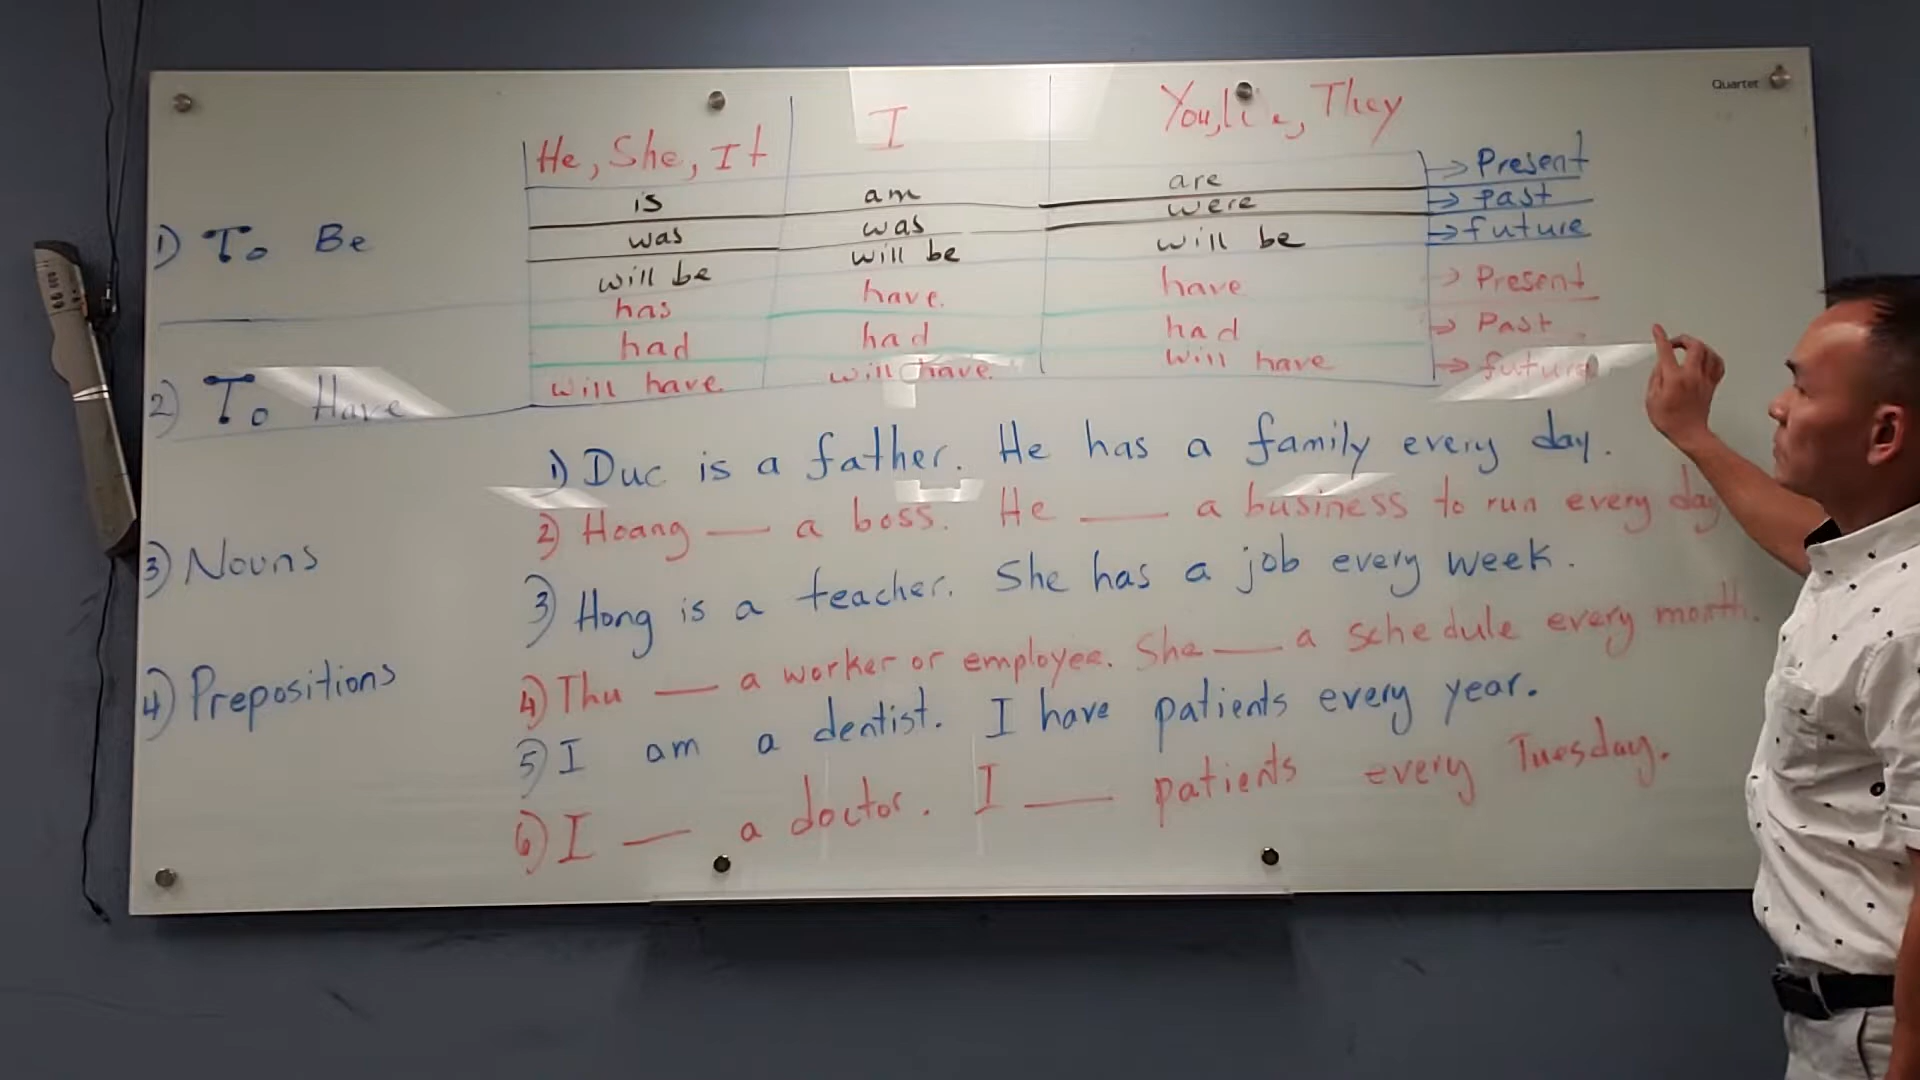 Quartet
He, She, It I You, , They
is am are → Present
was was were → past
will be will be will be → future
1) To Be
has have have → Present
had had had → Past
will have will have will have → future
2) To Have
1) Duc is a father. He has a family every day.
2) Hoang ___ a boss. He ___ a business to run every day
3) Nouns
3) Hong is a teacher. She has a job every week.
4) Thu ___ a worker or employee. She ___ a schedule every month.
4) Prepositions
5) I am a dentist. I have patients every year.
6) I ___ a doctor. I ___ patients every Tuesday.